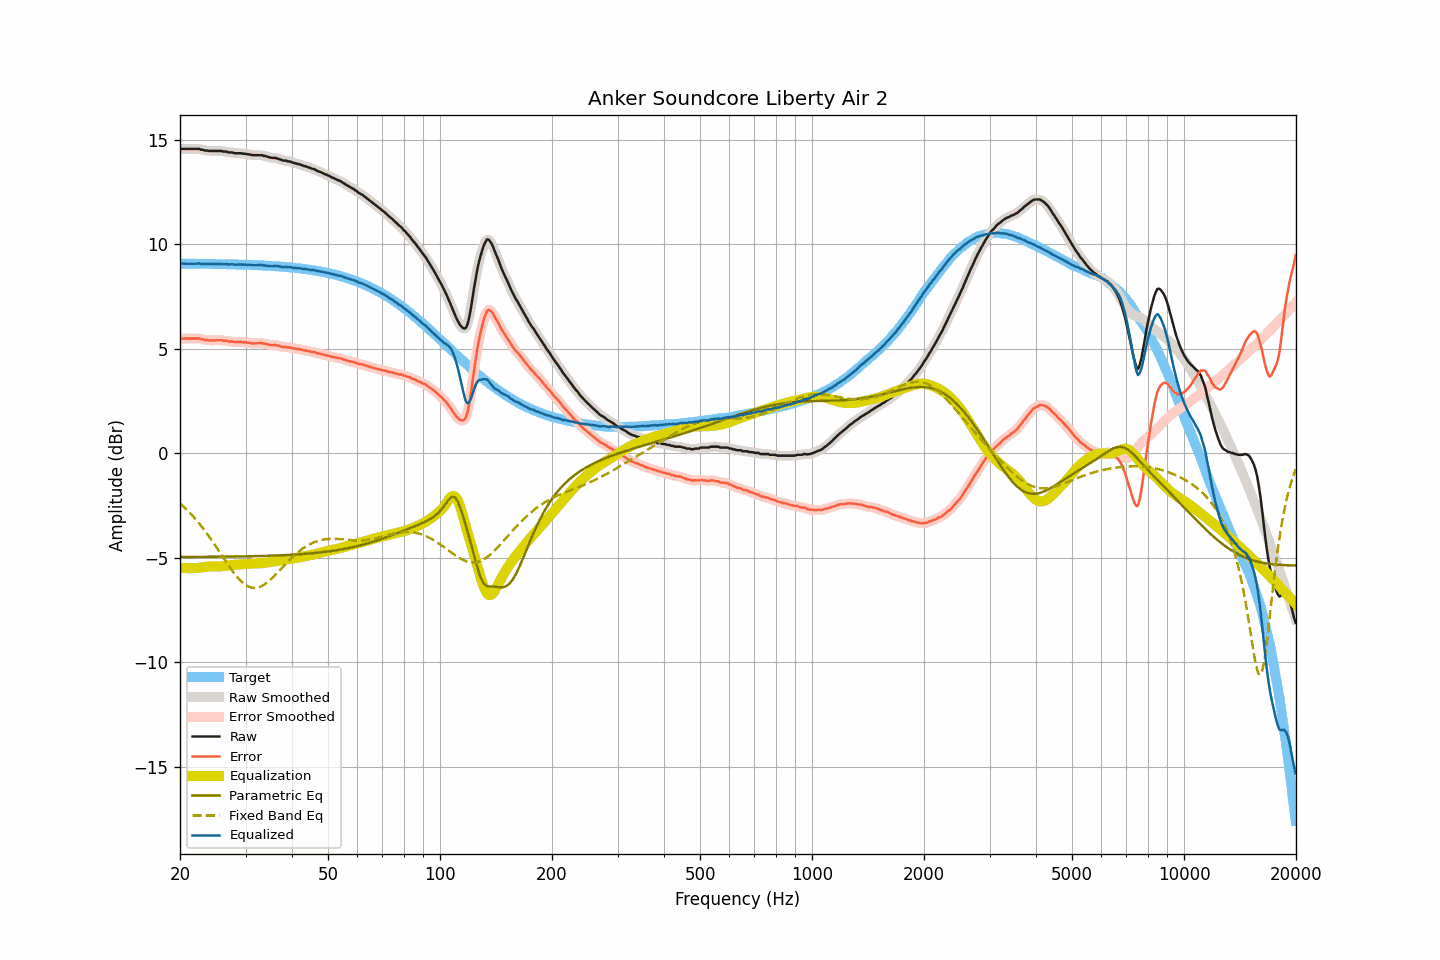 Anker Soundcore Liberty Air 2
15
10
5
0
−5
−10
−15
Amplitude (dBr)
Target
Raw Smoothed
Error Smoothed
Raw
Error
Equalization
Parametric Eq
Fixed Band Eq
Equalized
20 50 100 200 500 1000 2000 5000 10000 20000
Frequency (Hz)